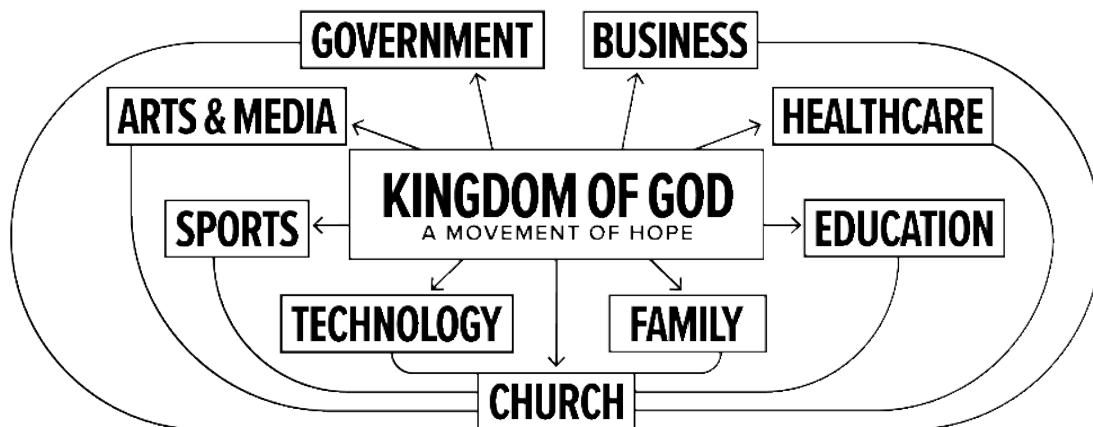 GOVERNMENT
BUSINESS
ARTS & MEDIA
HEALTHCARE
KINGDOM OF GOD
A MOVEMENT OF HOPE
SPORTS
EDUCATION
TECHNOLOGY
FAMILY
CHURCH